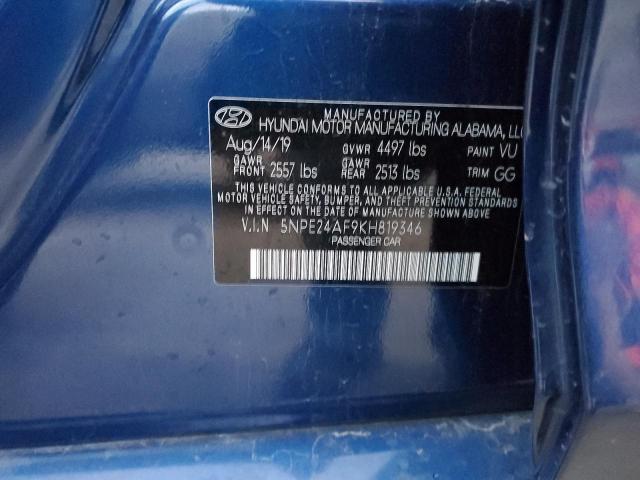 MANUFACTURED BY
HYUNDAI MOTOR MANUFACTURING ALABAMA, LLC
Aug/14/19 GVWR 4497 lbs PAINT VU
GAWR FRONT 2557 lbs GAWR REAR 2513 lbs TRIM GG
THIS VEHICLE CONFORMS TO ALL APPLICABLE U.S.A. FEDERAL
MOTOR VEHICLE SAFETY, BUMPER, AND THEFT PREVENTION STANDARDS
IN EFFECT ON THE DATE OF MANUFACTURE SHOWN ABOVE.
V.I.N 5NPE24AF9KH819346
PASSENGER CAR